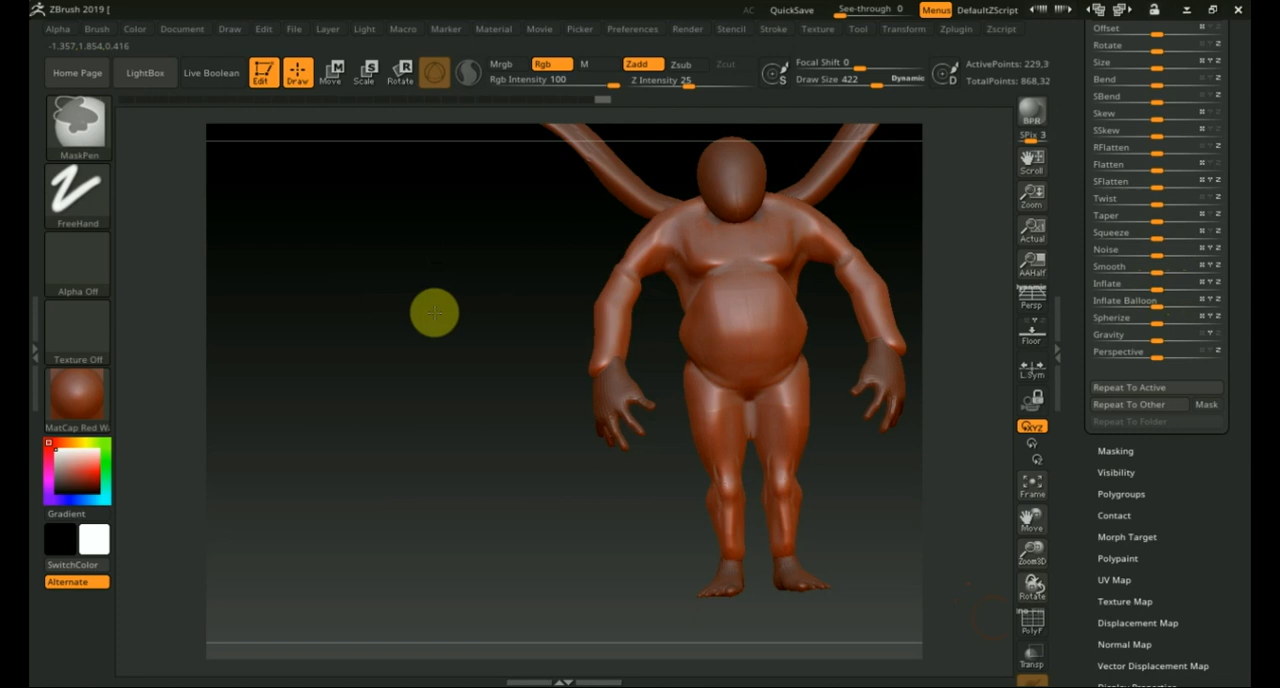 ZBrush 2019 [
AC QuickSave See-through 0 Menus DefaultZScript
Alpha Brush Color Document Draw Edit File Layer Light Macro Marker Material Movie Picker Preferences Render Stencil Stroke Texture Tool Transform Zplugin Zscript
-1.357,1.854,0.416
Home Page LightBox Live Boolean Edit Draw Move Scale Rotate
Mrgb Rgb M Zadd Zsub
Rgb Intensity 100 Z Intensity 25
S Focal Shift 0
Draw Size 422 Dynamic
D ActivePoints: 229,3
TotalPoints: 868,32
MaskPen
FreeHand
Alpha Off
Texture Off
MatCap Red W
Gradient
SwitchColor
Alternate
BPR
SPix 3
Scroll
Zoom
Actual
AAHalf
Dynamic
Persp
Floor
L.Sym
XYZ
Frame
Move
Zoom3D
Rotate
PolyF
Transp
Offset
Rotate
Size
Bend
SBend
Skew
SSkew
RFlatten
Flatten
SFlatten
Twist
Taper
Squeeze
Noise
Smooth
Inflate
Inflate Balloon
Spherize
Gravity
Perspective
Repeat To Active
Repeat To Other Mask
Repeat To Folder
Masking
Visibility
Polygroups
Contact
Morph Target
Polypaint
UV Map
Texture Map
Displacement Map
Normal Map
Vector Displacement Map
Display Properties